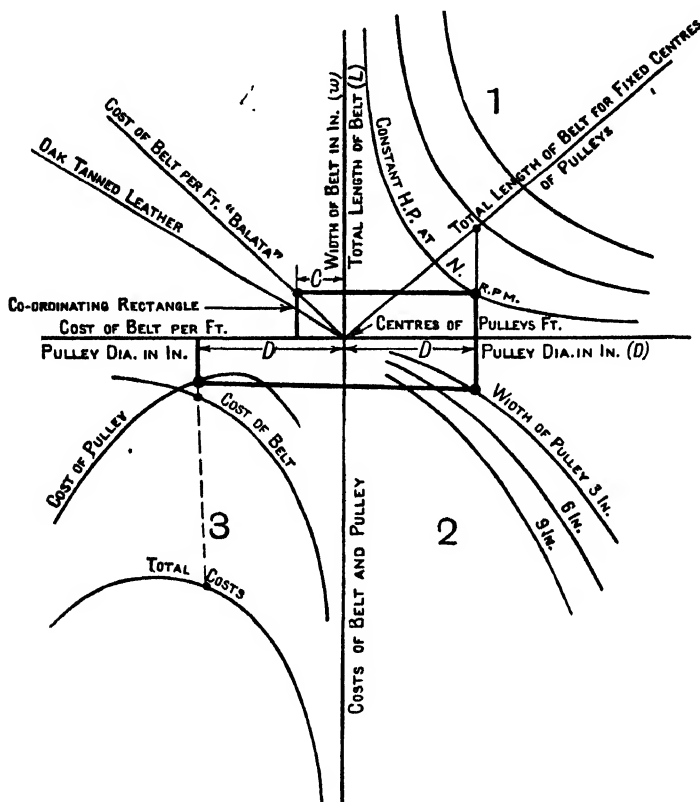 1
TOTAL LENGTH OF BELT FOR FIXED CENTRES
OF PULLEYS
WIDTH OF BELT IN IN. (W)
TOTAL LENGTH OF BELT (L)
CONSTANT H.P. AT N. R.P.M.
COST OF BELT PER FT. "BALATA"
OAK TANNED LEATHER
C
CO-ORDINATING RECTANGLE
COST OF BELT PER FT.
CENTRES OF PULLEYS FT.
PULLEY DIA. IN IN.
D
D
PULLEY DIA. IN IN. (D)
COST OF PULLEY
COST OF BELT
WIDTH OF PULLEY 3 IN.
6 IN.
9 IN.
3
2
TOTAL COSTS
COSTS OF BELT AND PULLEY